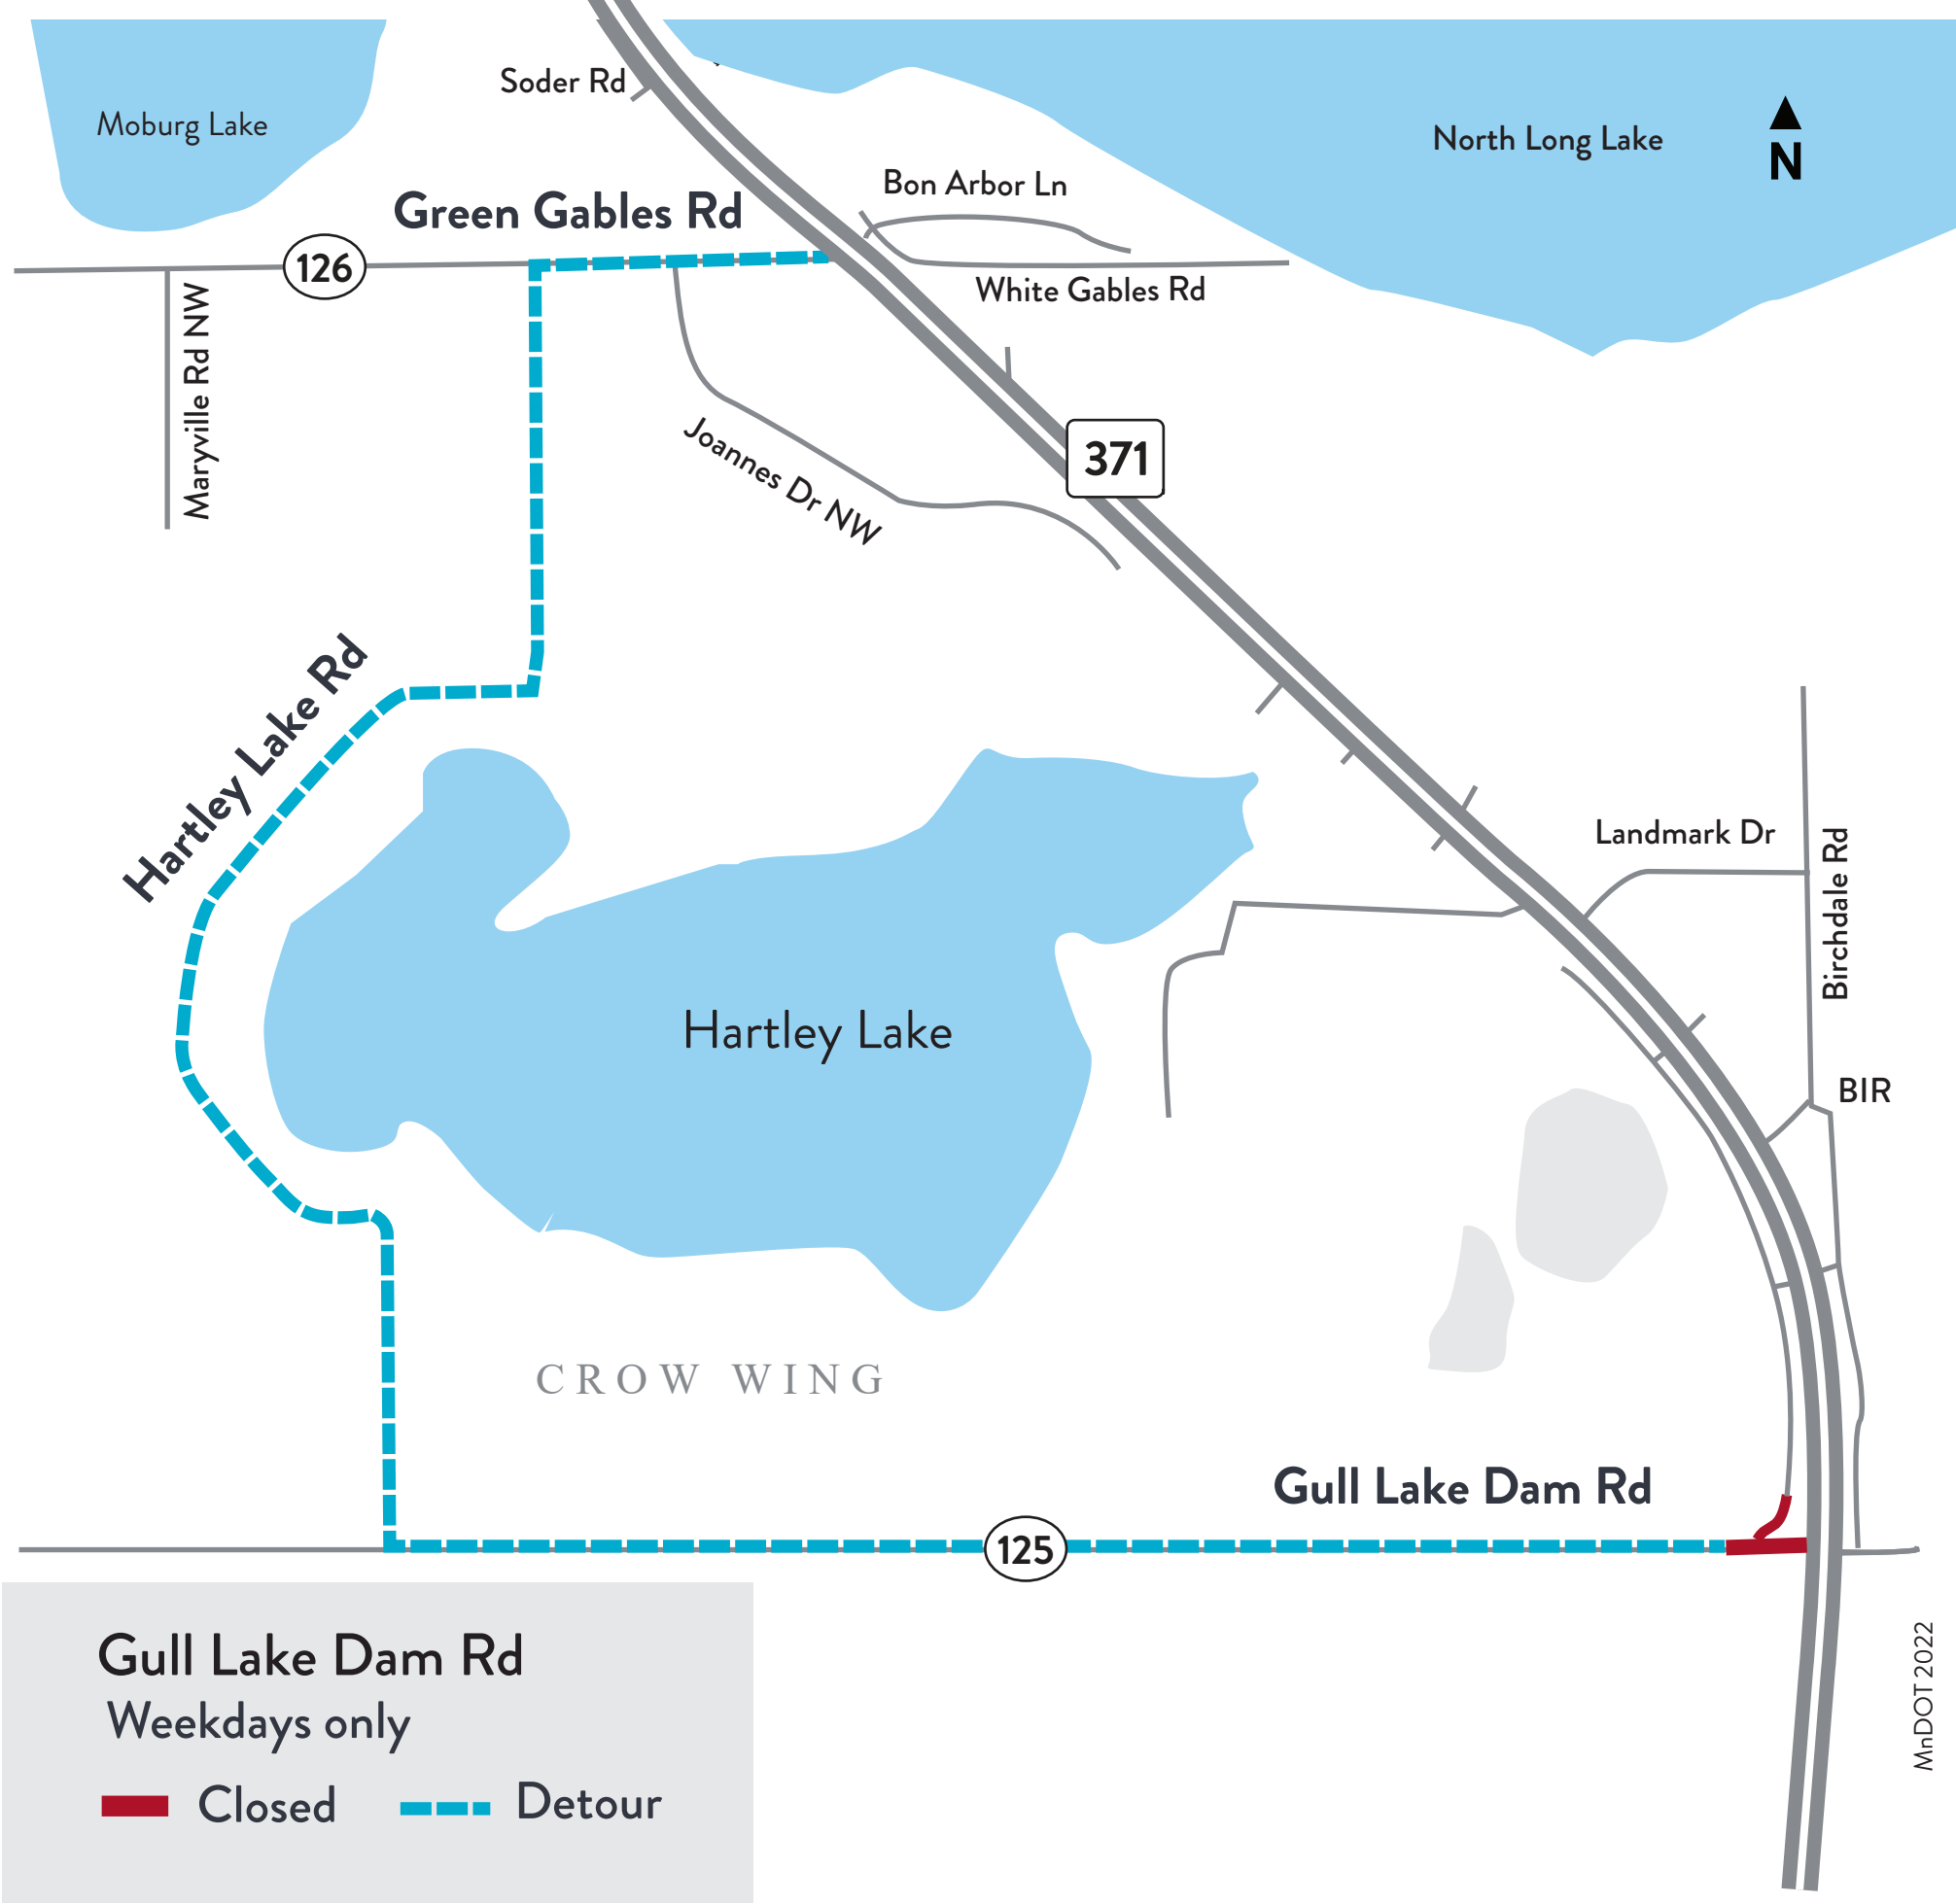 Soder Rd
Moburg Lake
North Long Lake
N
Bon Arbor Ln
Green Gables Rd
126
White Gables Rd
Maryville Rd NW
371
Joannes Dr NW
Hartley Lake Rd
Landmark Dr
Birchdale Rd
Hartley Lake
BIR
CROW WING
Gull Lake Dam Rd
125
Gull Lake Dam Rd
Weekdays only
Closed
Detour
MnDOT 2022